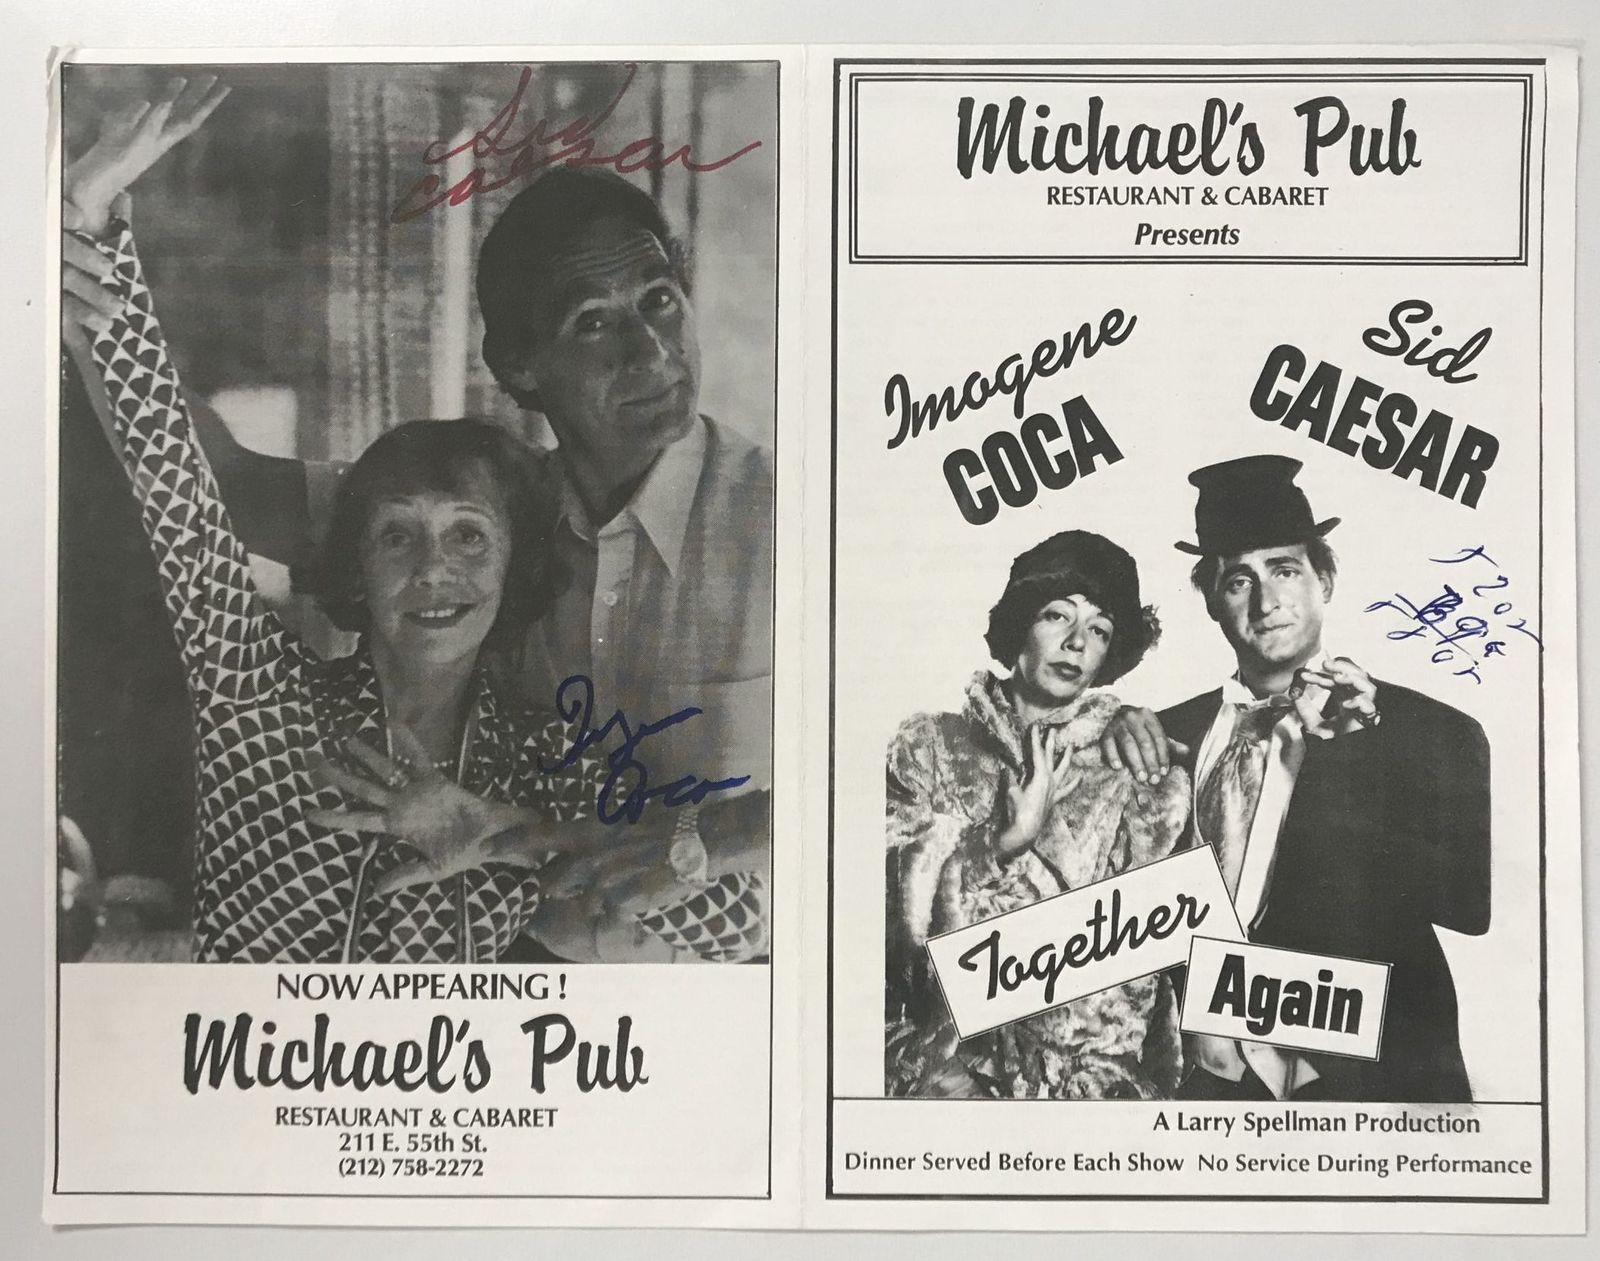 Sid
Caesar
Coca
NOW APPEARING !
Michael's Pub
RESTAURANT & CABARET
211 E. 55th St.
(212) 758-2272
Michael's Pub
RESTAURANT & CABARET
Presents
Imogene
COCA
Sid
CAESAR
Together
Again
A Larry Spellman Production
Dinner Served Before Each Show No Service During Performance